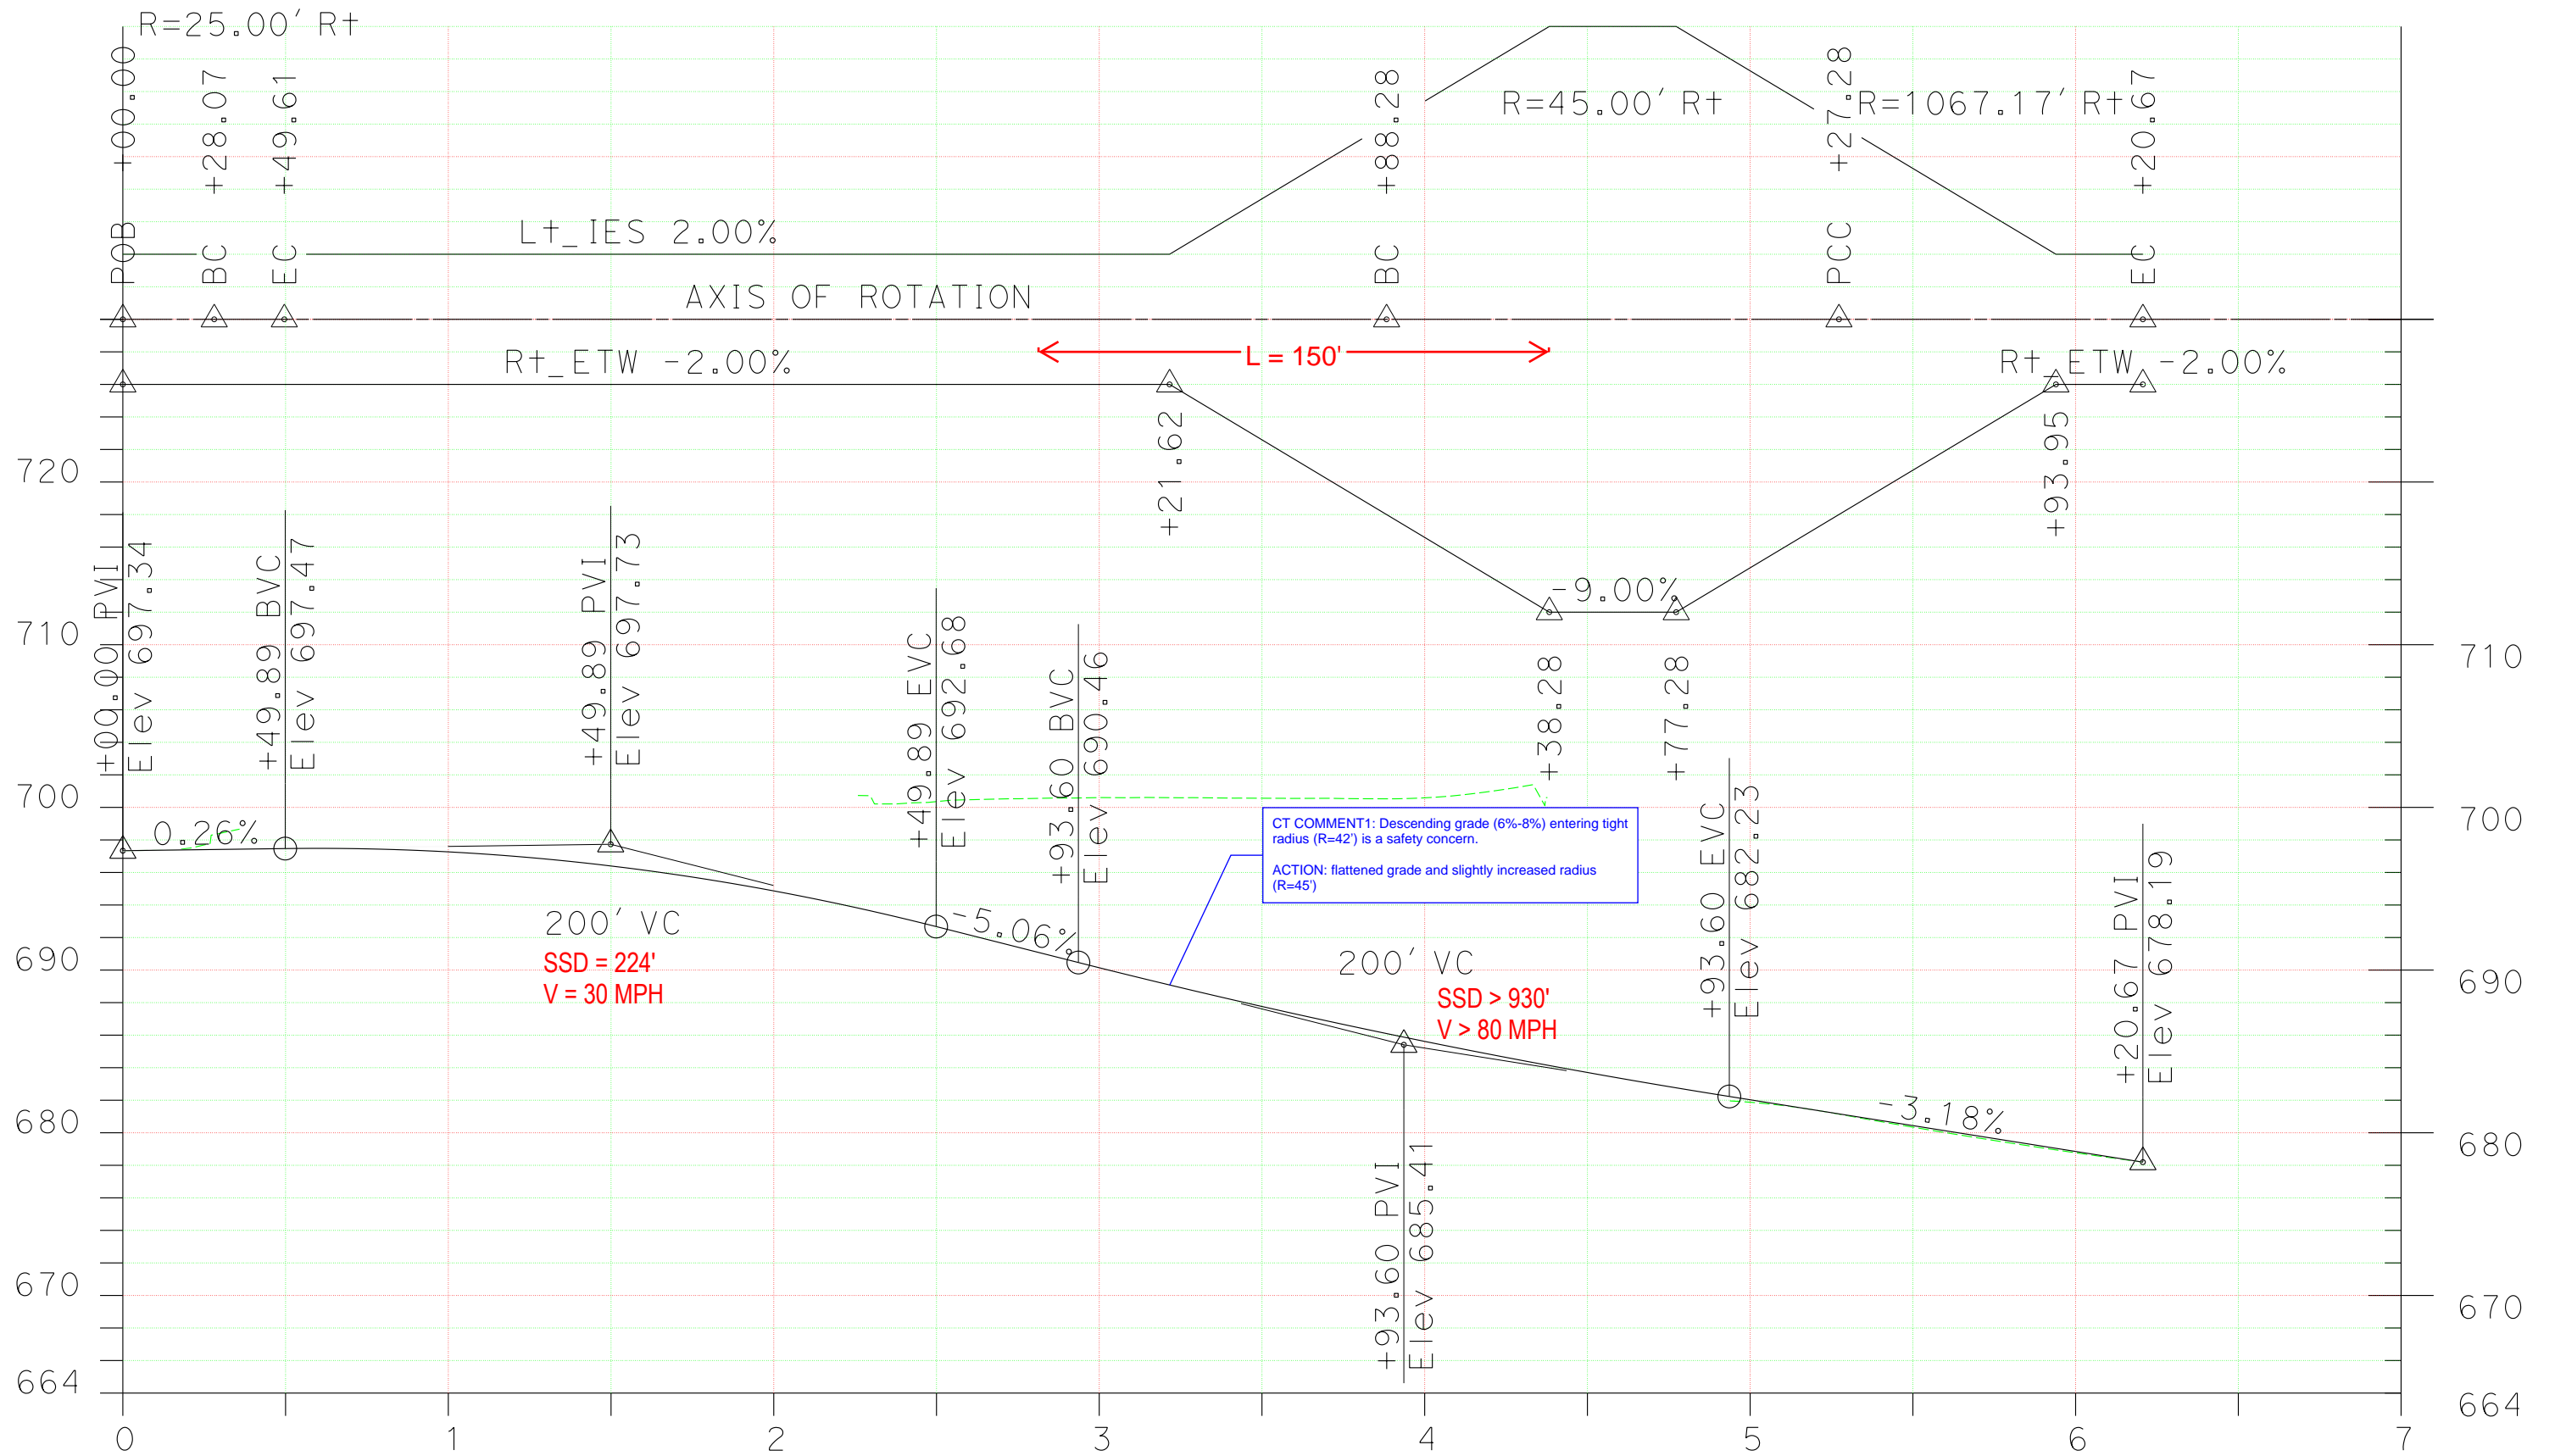 R=25.00' Rt
POB +00.00
BC +28.07
EC +49.61
BC +88.28
R=45.00' Rt
PCC +27.28
R=1067.17' Rt
EC +20.67
Lt_IES 2.00%
AXIS OF ROTATION
L = 150'
Rt_ETW -2.00%
Rt_ETW -2.00%
+21.62
-9.00%
+38.28
+77.28
+93.95
720
710
700
690
680
670
664
710
700
690
680
670
664
+00.00 PVI
Elev 697.34
0.26%
+49.89 BVC
Elev 697.47
+49.89 PVI
Elev 697.73
200' VC
SSD = 224'
V = 30 MPH
+49.89 EVC
Elev 692.68
-5.06%
+93.60 BVC
Elev 690.46
CT COMMENT1: Descending grade (6%-8%) entering tight
radius (R=42') is a safety concern.
ACTION: flattened grade and slightly increased radius
(R=45')
200' VC
SSD > 930'
V > 80 MPH
+93.60 PVI
Elev 685.41
+93.60 EVC
Elev 682.23
-3.18%
+20.67 PVI
Elev 678.19
0 1 2 3 4 5 6 7